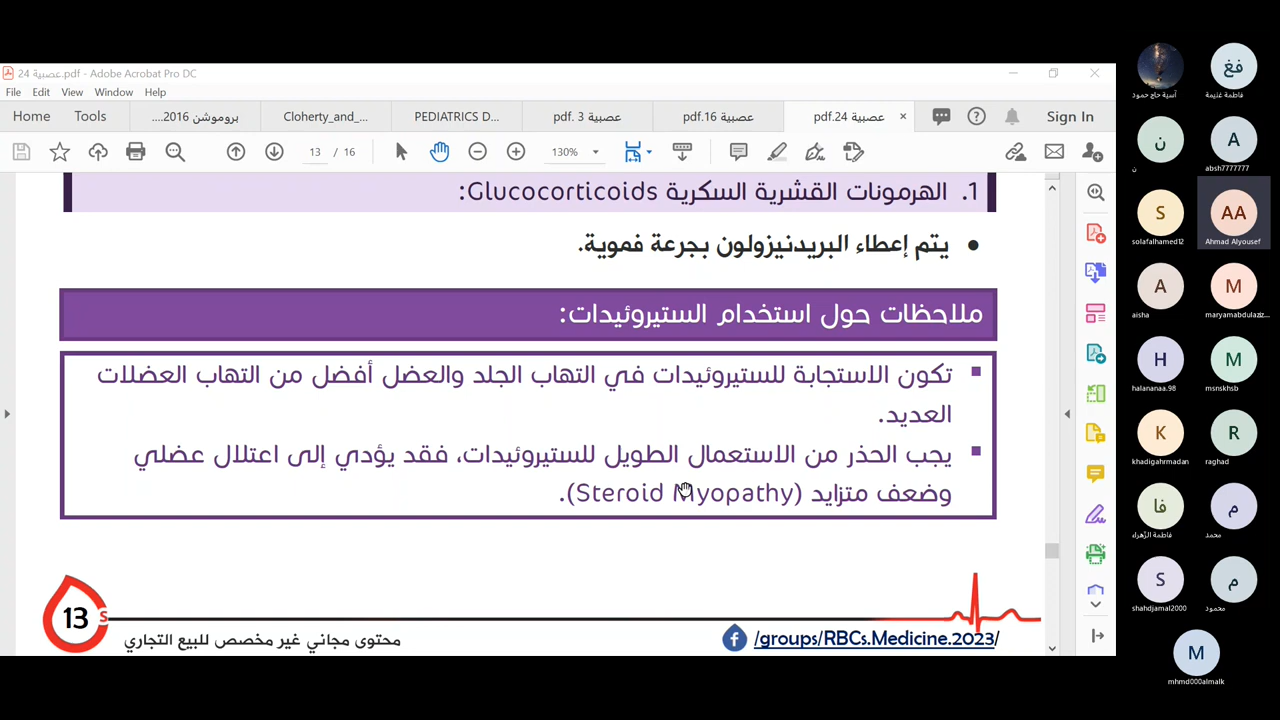 عصبية 24.pdf - Adobe Acrobat Pro DC
File Edit View Window Help
Home Tools
بروموشن 2016....
Cloherty_and_...
PEDIATRICS D...
عصبية 3 .pdf
عصبية 16.pdf
عصبية 24.pdf ×
Sign In
13 / 16
130%
1. الهرمونات القشرية السكرية Glucocorticoids:
● يتم إعطاء البريدنيزولون بجرعة فموية.
ملاحظات حول استخدام الستيروئيدات:
▪ تكون الاستجابة للستيروئيدات في التهاب الجلد والعضل أفضل من التهاب العضلات
العديد.
▪ يجب الحذر من الاستعمال الطويل للستيروئيدات، فقد يؤدي إلى اعتلال عضلي
وضعف متزايد (Steroid Myopathy).
13 S
محتوى مجاني غير مخصص للبيع التجاري
/groups/RBCs.Medicine.2023/
آسية حاج حمود
فغ
فاطمة غنيمة
ن
ن
A
absh7777777
S
solafalhamed12
AA
Ahmad Alyousef
A
aisha
M
maryamabdulaziz...
H
halananaa.98
M
msnskhsb
K
khadigahrmadan
R
raghad
فا
فاطمة الزهراء
م
محمد
S
shahdjamal2000
م
محمود
M
mhmd000almalk